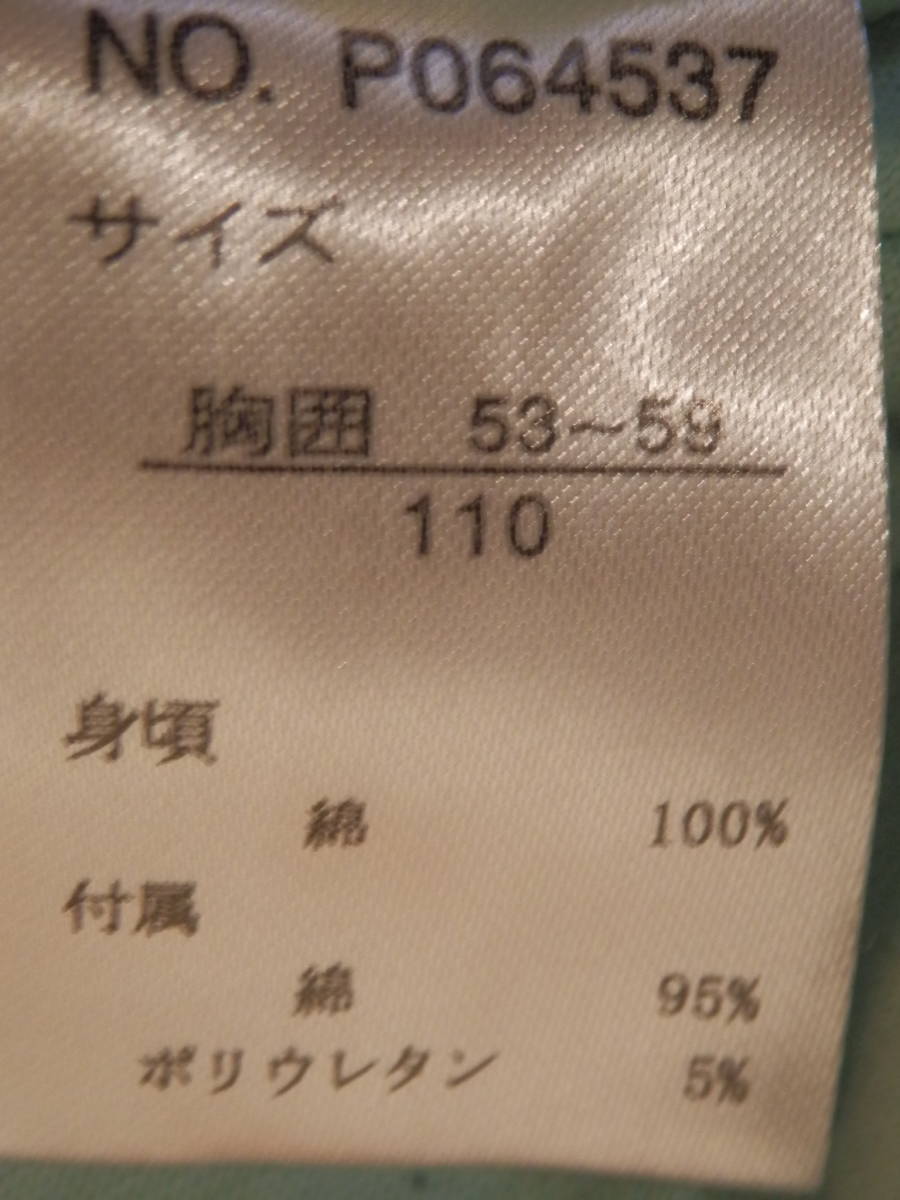 NO. P064537
サイズ
胸囲 53~59
110
身頃
綿 100%
付属
綿 95%
ポリウレタン 5%